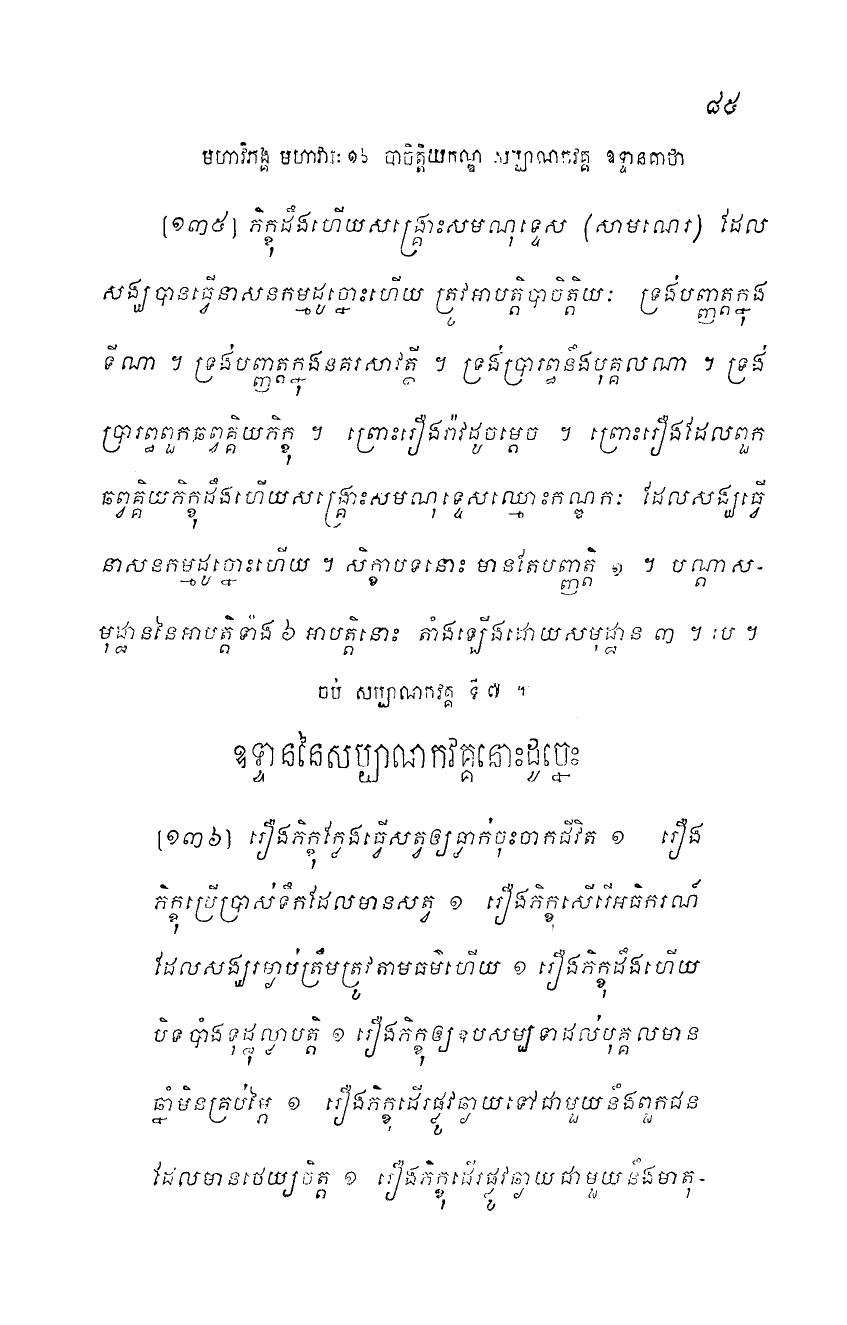 ៨៥
មហាវិភង្គ មហាវារៈ ១៦ បាចិត្តិយកណ្ឌ សប្បាណកវគ្គ ឧទ្ទានគាថា
[១៣៥] ភិក្ខុដឹងហើយសង្គ្រោះសមណុទ្ទេស (សាមណេរ) ដែល
សង្ឃបានធ្វើនាសនកម្មដូច្នោះហើយ ត្រូវអាបត្តិបាចិត្តិយៈ ទ្រង់បញ្ញត្តក្នុង
ទីណា ។ ទ្រង់បញ្ញត្តក្នុងនគរសាវត្ថី ។ ទ្រង់ប្រារព្ធនឹងបុគ្គលណា ។ ទ្រង់
ប្រារព្ធពួកឆព្វគ្គិយភិក្ខុ ។ ព្រោះរឿងរ៉ាវដូចម្តេច ។ ព្រោះរឿងដែលពួក
ឆព្វគ្គិយភិក្ខុដឹងហើយសង្គ្រោះសមណុទ្ទេសឈ្មោះកណ្ឌកៈ ដែលសង្ឃធ្វើ
នាសនកម្មដូច្នោះហើយ ។ សិក្ខាបទនោះ មានតែបញ្ញត្តិ ១ ។ បណ្តាស-
មុដ្ឋាននៃអាបត្តិទាំង ៦ អាបត្តិនោះ តាំងឡើងដោយសមុដ្ឋាន ៣ ។ បេ ។
ចប់ សប្បាណកវគ្គ ទី ៧ ។
ឧទ្ទាននៃសប្បាណកវគ្គនោះដូច្នេះ
[១៣៦] រឿងភិក្ខុក្លែងធ្វើសត្វឲ្យធ្លាក់ចុះចាកជីវិត ១ រឿង
ភិក្ខុប្រើប្រាស់ទឹកដែលមានសត្វ ១ រឿងភិក្ខុសើរើអធិករណ៍
ដែលសង្ឃរម្ងាប់ត្រឹមត្រូវតាមធម៌ហើយ ១ រឿងភិក្ខុដឹងហើយ
បិទបាំងទុដ្ឋុល្លាបត្តិ ១ រឿងភិក្ខុឲ្យឧបសម្បទាដល់បុគ្គលមាន
ឆ្នាំមិនគ្រប់ម្ភៃ ១ រឿងភិក្ខុដើរផ្លូវឆ្ងាយទៅជាមួយនឹងពួកជន
ដែលមានថេយ្យចិត្ត ១ រឿងភិក្ខុដើរផ្លូវឆ្ងាយជាមួយនឹងមាតុ-